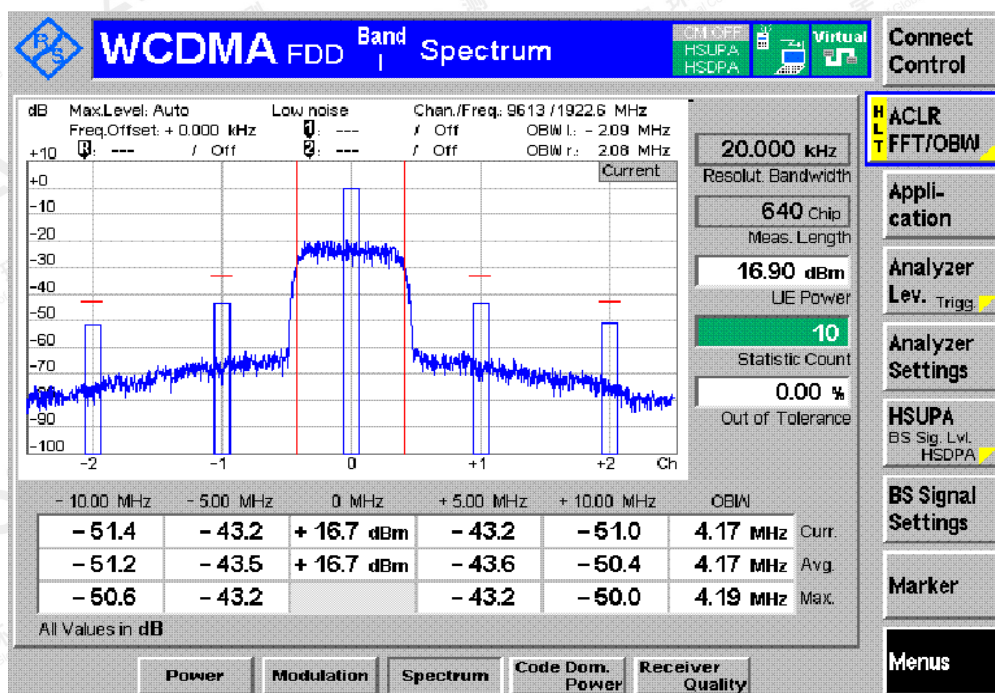 WCDMA FDD Band I Spectrum
CM OFF
HSUPA
HSDPA
Virtual
R&S
Connect Control
H L T
ACLR
FFT/OBW
Appli-
cation
Analyzer
Lev. Trigg.
Analyzer
Settings
HSUPA
BS Sig. Lvl.
HSDPA
BS Signal
Settings
Marker
Menus
dB Max.Level: Auto Low noise Chan./Freq.: 9613 / 1922.6 MHz
Freq.Offset: + 0.000 kHz 1: --- / Off OBW l.: – 2.09 MHz
--- / Off 2: --- / Off OBW r.: 2.08 MHz
Current
+10
+0
-10
-20
-30
-40
-50
-60
-70
-90
-100
-2 -1 0 +1 +2 Ch
20.000 kHz
Resolut. Bandwidth
640 Chip
Meas. Length
16.90 dBm
UE Power
10
Statistic Count
0.00 %
Out of Tolerance
– 10.00 MHz – 5.00 MHz 0 MHz + 5.00 MHz + 10.00 MHz OBW
– 51.4 – 43.2 + 16.7 dBm – 43.2 – 51.0 4.17 MHz Curr.
– 51.2 – 43.5 + 16.7 dBm – 43.6 – 50.4 4.17 MHz Avg.
– 50.6 – 43.2 – 43.2 – 50.0 4.19 MHz Max.
All Values in dB
Power
Modulation
Spectrum
Code Dom.
Power
Receiver
Quality